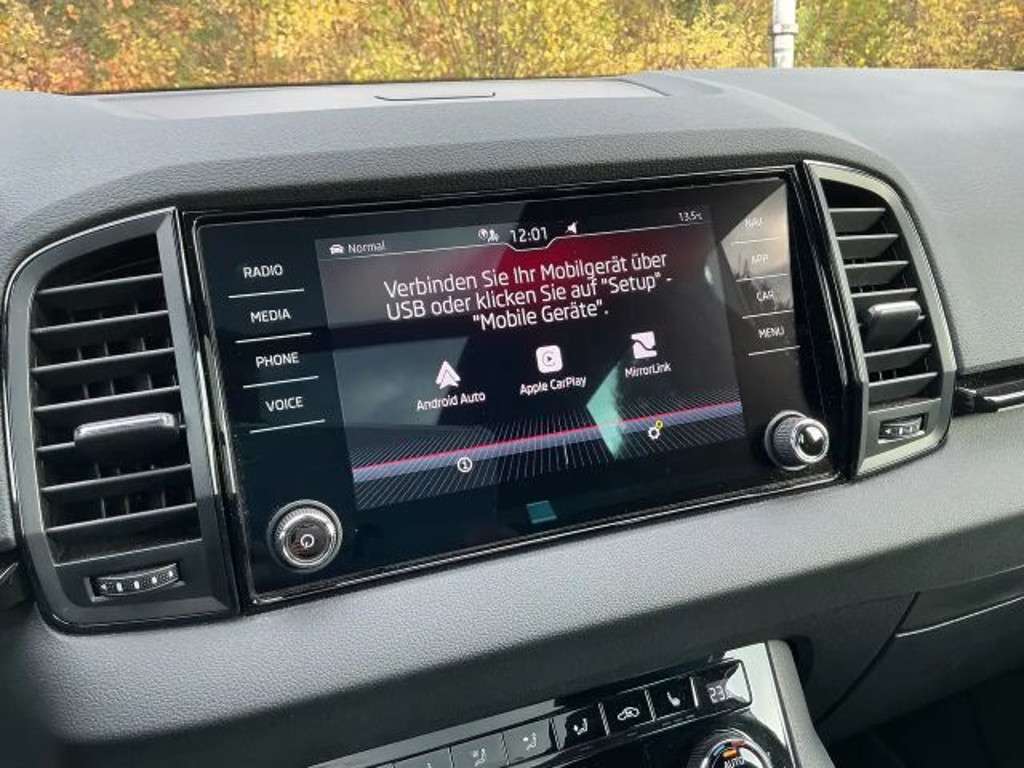 Normal
12:01
13.5°C
RADIO
MEDIA
PHONE
VOICE
Verbinden Sie Ihr Mobilgerät über
USB oder klicken Sie auf "Setup" -
"Mobile Geräte".
Android Auto
Apple CarPlay
MirrorLink
NAV
APP
CAR
MENU
AUTO